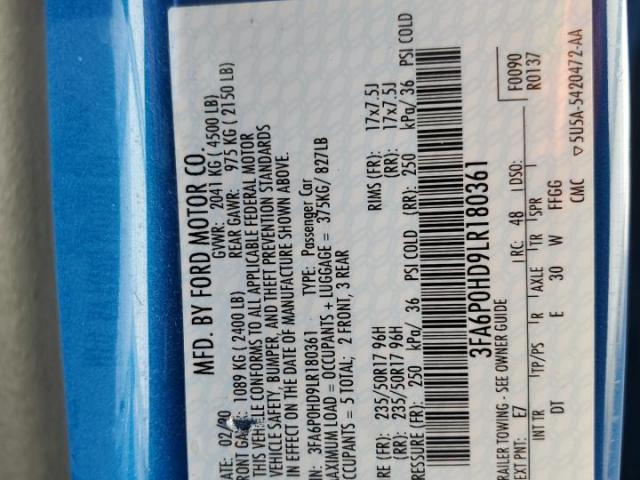 MFD. BY FORD MOTOR CO.
ATE: 02/20 GVWR: 2041 KG ( 4500 LB)
RONT GAWR: 1089 KG ( 2400 LB) REAR GAWR: 975 KG ( 2150 LB)
THIS VEHICLE CONFORMS TO ALL APPLICABLE FEDERAL MOTOR
VEHICLE SAFETY, BUMPER, AND THEFT PREVENTION STANDARDS
IN EFFECT ON THE DATE OF MANUFACTURE SHOWN ABOVE.
IN: 3FA6P0HD9LR180361 TYPE: Passenger Car
AXIMUM LOAD = OCCUPANTS + LUGGAGE = 375KG/ 827LB
CCUPANTS = 5 TOTAL; 2 FRONT, 3 REAR
RE (FR): 235/50R17 96H RIMS (FR): 17x7.5J
(RR): 235/50R17 96H (RR): 17x7.5J
PRESSURE (FR): 250 kPa/ 36 PSI COLD (RR): 250 kPa/ 36 PSI COLD
3FA6P0HD9LR180361
RAILER TOWING - SEE OWNER GUIDE
F0090
EXT PNT: E7 RC: 48 DSO: R0137
INT TR TP/PS R AXLE TR SPR
DT E 30 W FFGG
CMC ▽5U5A-5420472-AA